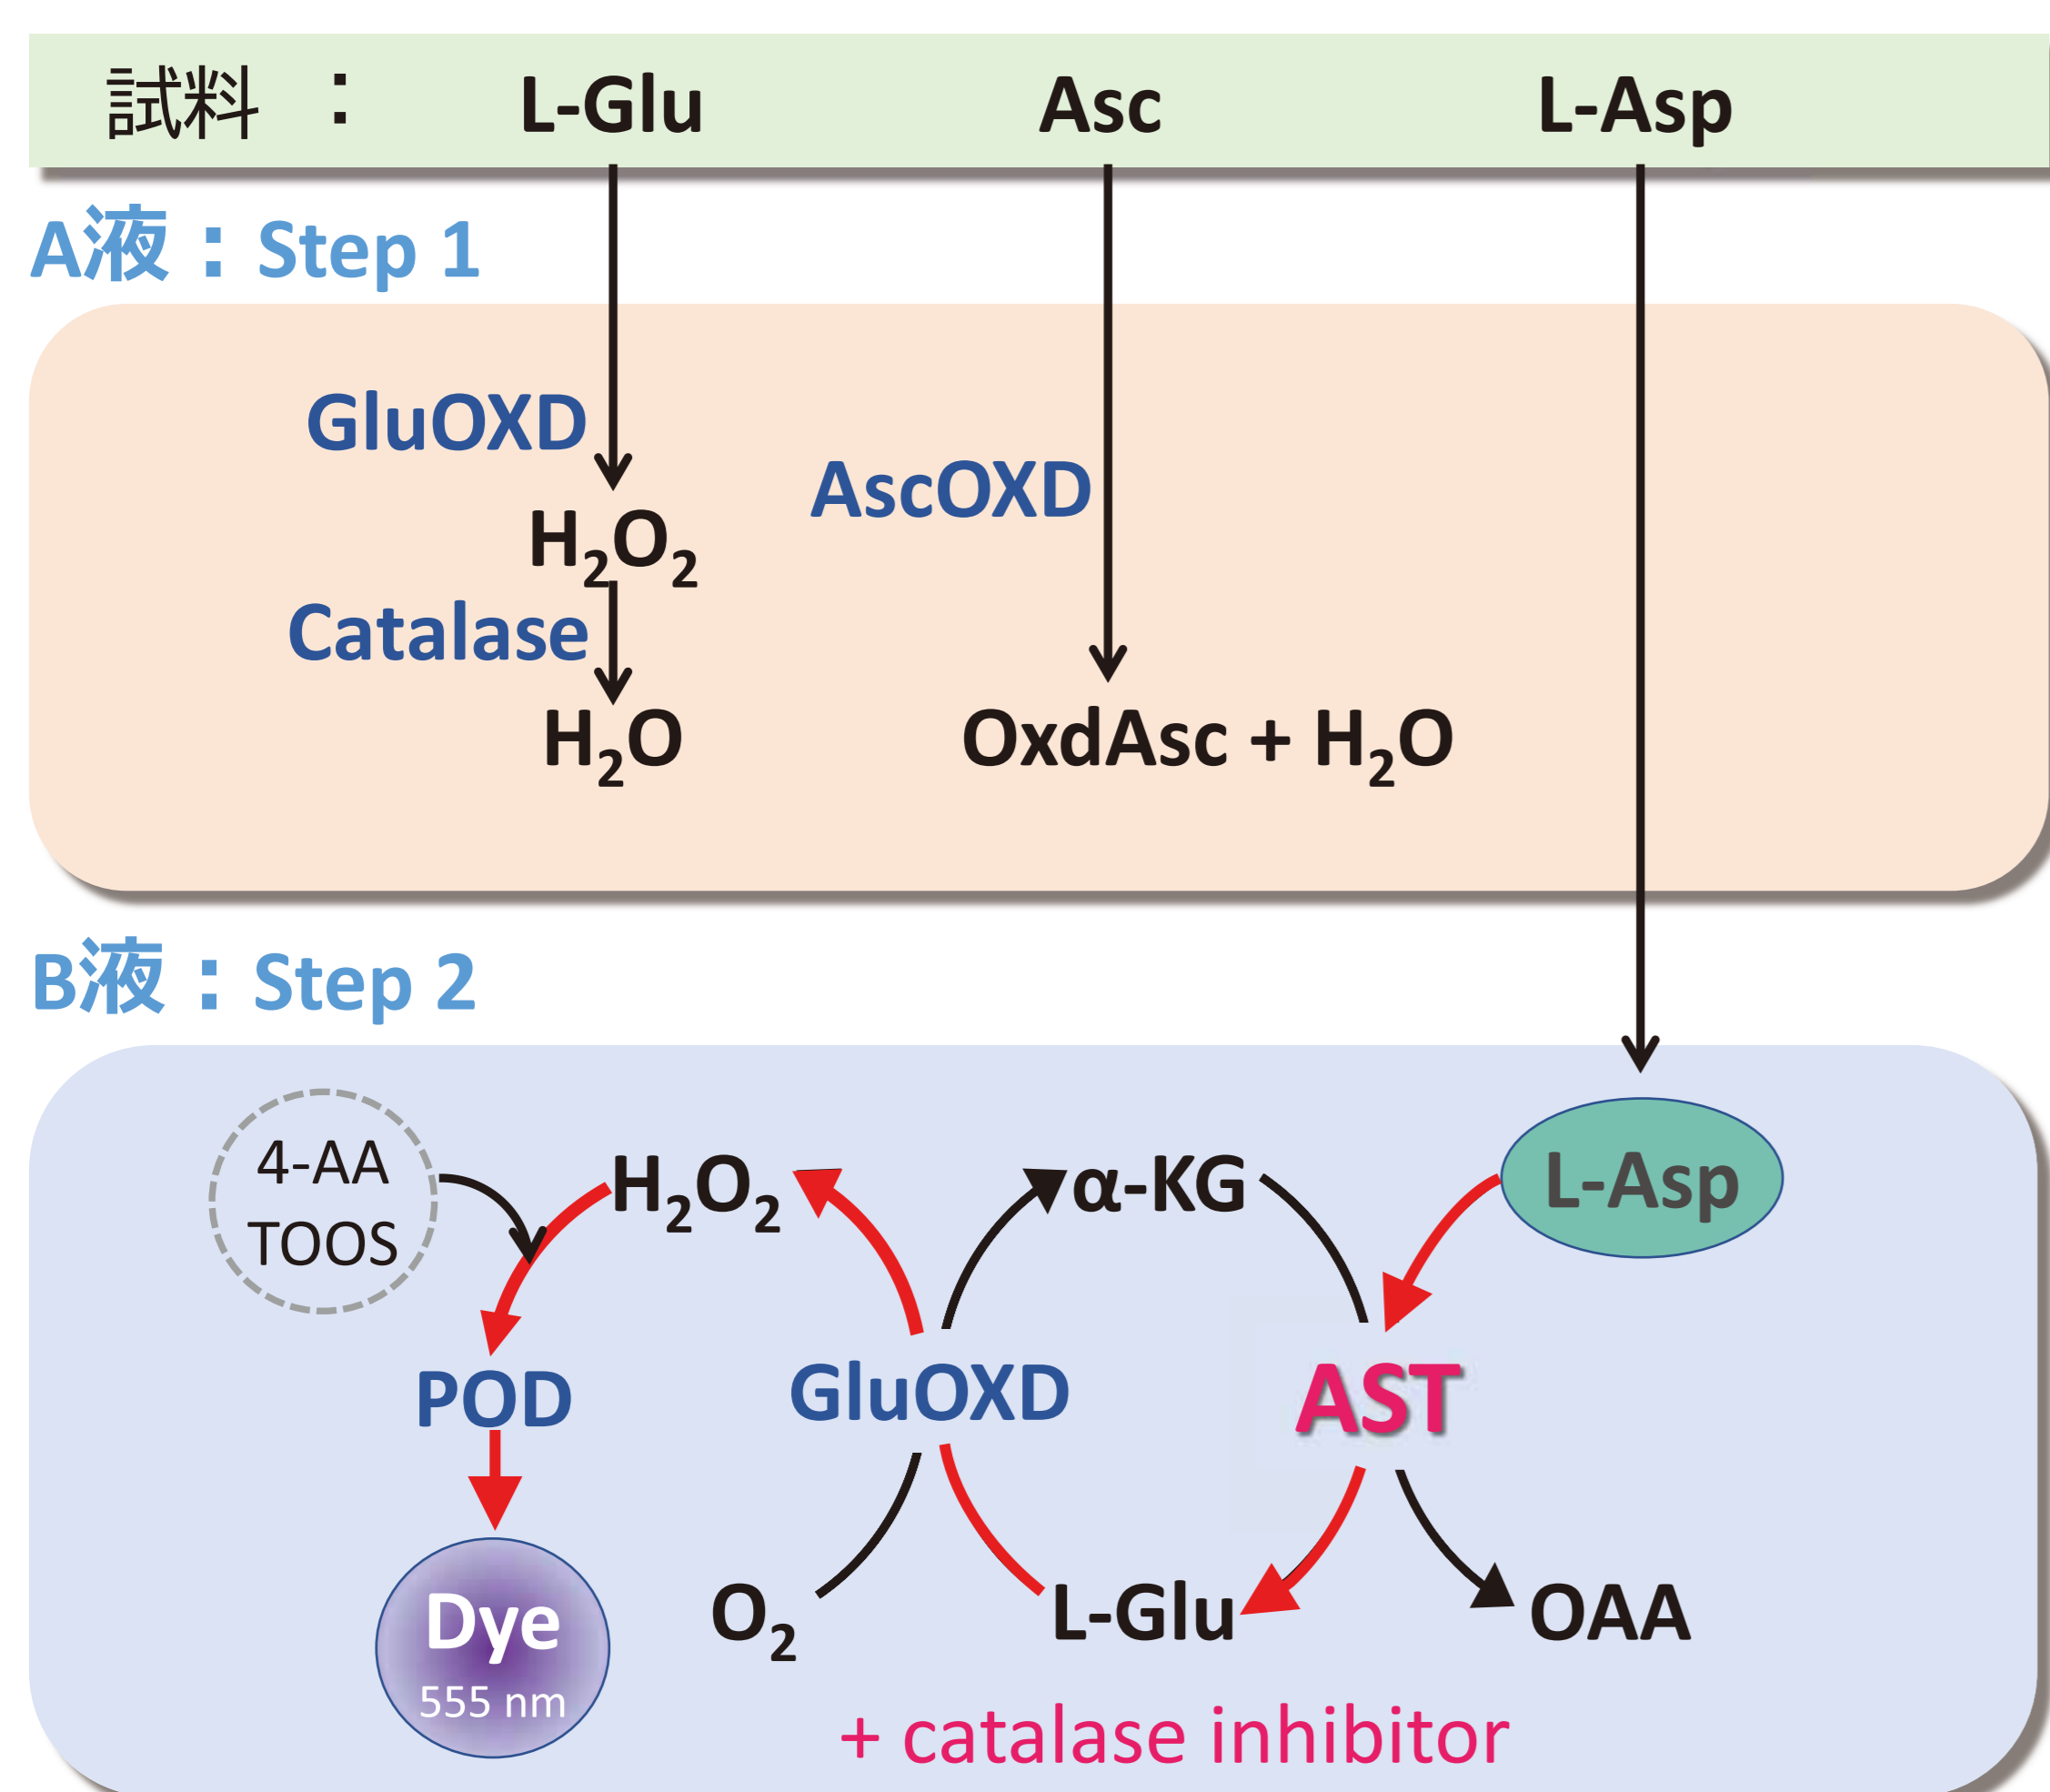 試料 ： L-Glu Asc L-Asp
A液：Step 1
GluOXD
AscOXD
H₂O₂
Catalase
H₂O
OxdAsc + H₂O
B液：Step 2
4-AA
TOOS
H₂O₂
α-KG
L-Asp
POD
GluOXD
AST
Dye
555 nm
O₂
L-Glu
OAA
+ catalase inhibitor